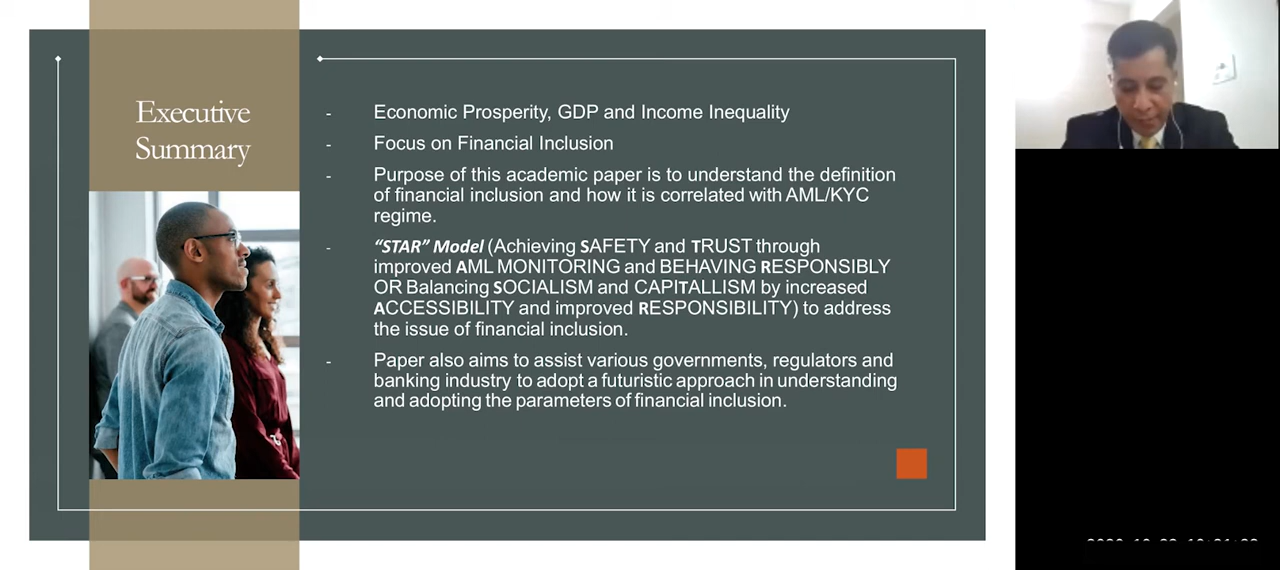 Executive
Summary
- Economic Prosperity, GDP and Income Inequality
- Focus on Financial Inclusion
- Purpose of this academic paper is to understand the definition
of financial inclusion and how it is correlated with AML/KYC
regime.
- “STAR” Model (Achieving SAFETY and TRUST through
improved AML MONITORING and BEHAVING RESPONSIBLY
OR Balancing SOCIALISM and CAPITALLISM by increased
ACCESSIBILITY and improved RESPONSIBILITY) to address
the issue of financial inclusion.
- Paper also aims to assist various governments, regulators and
banking industry to adopt a futuristic approach in understanding
and adopting the parameters of financial inclusion.